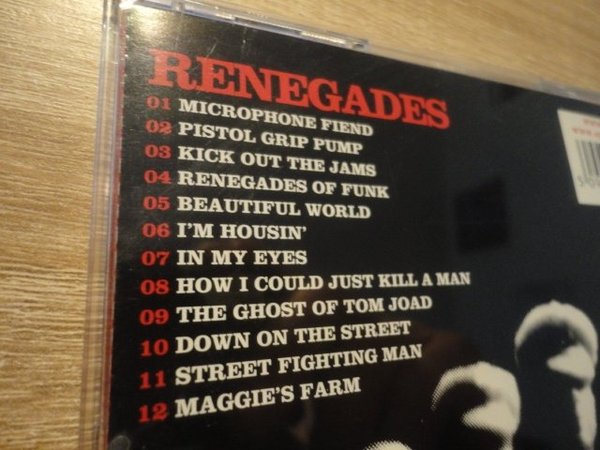 RENEGADES
01 MICROPHONE FIEND
02 PISTOL GRIP PUMP
03 KICK OUT THE JAMS
04 RENEGADES OF FUNK
05 BEAUTIFUL WORLD
06 I'M HOUSIN'
07 IN MY EYES
08 HOW I COULD JUST KILL A MAN
09 THE GHOST OF TOM JOAD
10 DOWN ON THE STREET
11 STREET FIGHTING MAN
12 MAGGIE'S FARM